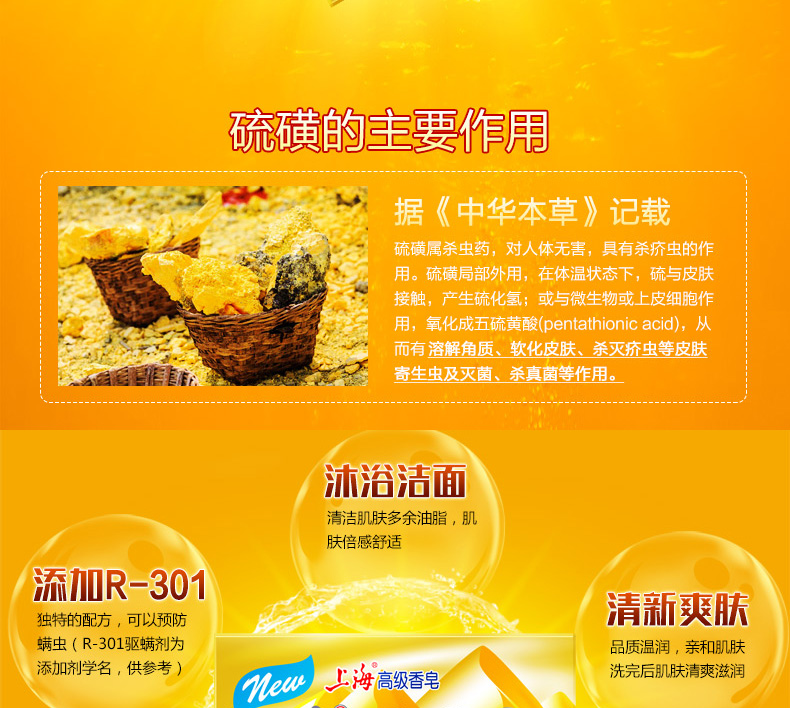 硫磺的主要作用
据《中华本草》记载
硫磺属杀虫药，对人体无害，具有杀疥虫的作
用。硫磺局部外用，在体温状态下，硫与皮肤
接触，产生硫化氢；或与微生物或上皮细胞作
用，氧化成五硫黄酸(pentathionic acid)，从
而有溶解角质、软化皮肤、杀灭疥虫等皮肤
寄生虫及灭菌、杀真菌等作用。
沐浴洁面
清洁肌肤多余油脂，肌
肤倍感舒适
添加R-301
独特的配方，可以预防
螨虫（R-301驱螨剂为
添加剂学名，供参考）
清新爽肤
品质温润，亲和肌肤
洗完后肌肤清爽滋润
New 上海®高级香皂